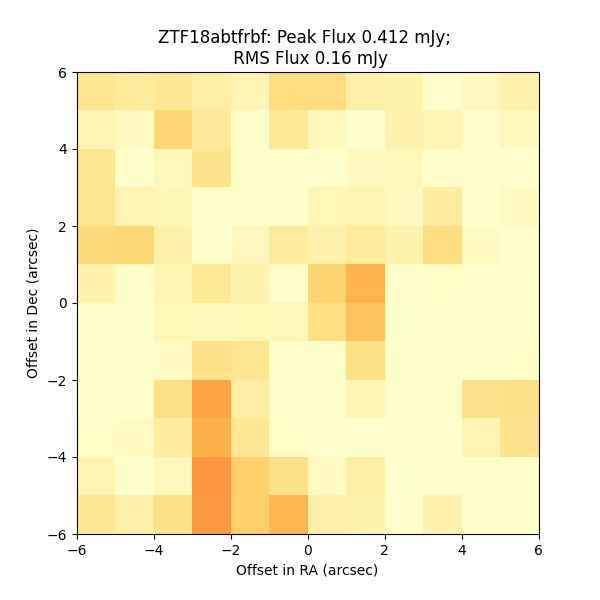 ZTF18abtfrbf: Peak Flux 0.412 mJy;
RMS Flux 0.16 mJy
6
4
2
0
−2
−4
−6
Offset in Dec (arcsec)
−6 −4 −2 0 2 4 6
Offset in RA (arcsec)